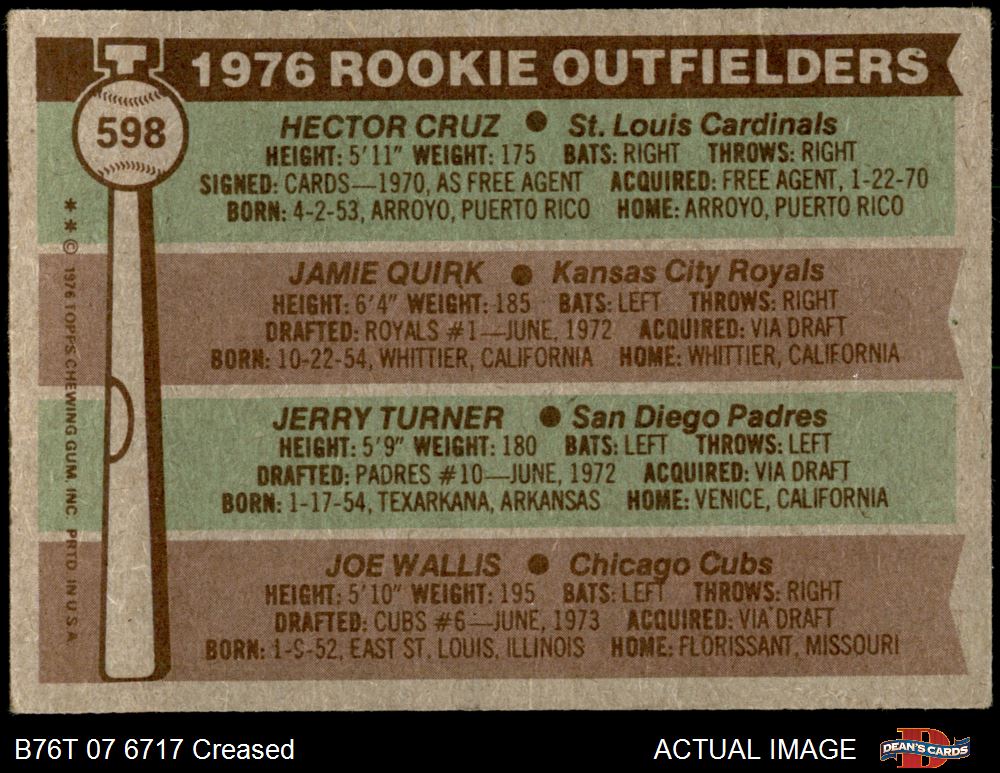 1976 ROOKIE OUTFIELDERS
598
HECTOR CRUZ ● St. Louis Cardinals
HEIGHT: 5'11" WEIGHT: 175 BATS: RIGHT THROWS: RIGHT
SIGNED: CARDS—1970, AS FREE AGENT ACQUIRED: FREE AGENT, 1-22-70
BORN: 4-2-53, ARROYO, PUERTO RICO HOME: ARROYO, PUERTO RICO
JAMIE QUIRK ● Kansas City Royals
HEIGHT: 6'4" WEIGHT: 185 BATS: LEFT THROWS: RIGHT
DRAFTED: ROYALS #1—JUNE, 1972 ACQUIRED: VIA DRAFT
BORN: 10-22-54, WHITTIER, CALIFORNIA HOME: WHITTIER, CALIFORNIA
JERRY TURNER ● San Diego Padres
HEIGHT: 5'9" WEIGHT: 180 BATS: LEFT THROWS: LEFT
DRAFTED: PADRES #10—JUNE, 1972 ACQUIRED: VIA DRAFT
BORN: 1-17-54, TEXARKANA, ARKANSAS HOME: VENICE, CALIFORNIA
JOE WALLIS ● Chicago Cubs
HEIGHT: 5'10" WEIGHT: 195 BATS: LEFT THROWS: RIGHT
DRAFTED: CUBS #6—JUNE, 1973 ACQUIRED: VIA DRAFT
BORN: 1-9-52, EAST ST. LOUIS, ILLINOIS HOME: FLORISSANT, MISSOURI
T
** © 1976 TOPPS CHEWING GUM, INC. PRTD. IN U.S.A.
B76T 07 6717 Creased
ACTUAL IMAGE
D
DEAN'S CARDS